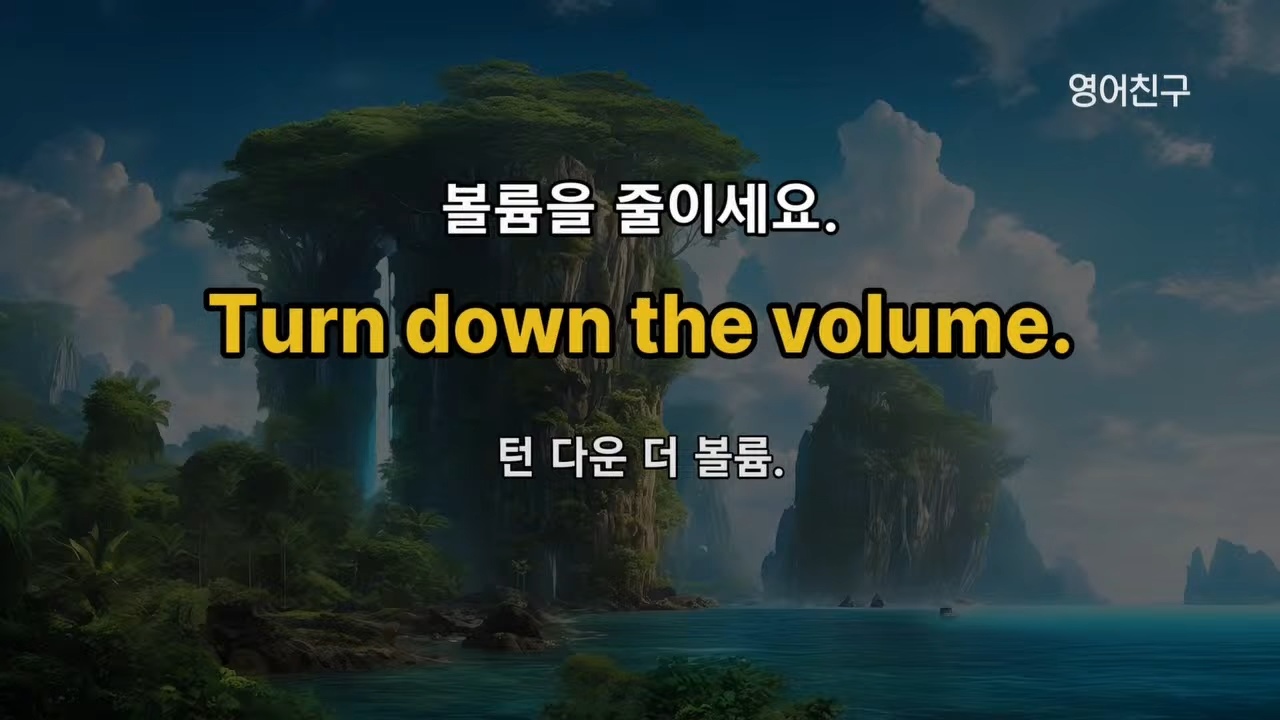 영어친구
볼륨을 줄이세요.
Turn down the volume.
턴 다운 더 볼륨.